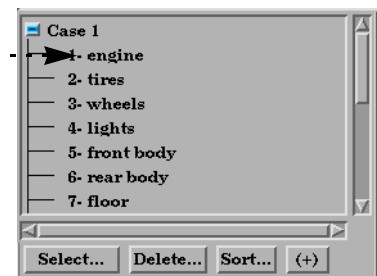 Case 1
1- engine
2- tires
3- wheels
4- lights
5- front body
6- rear body
7- floor
Select... Delete... Sort... (+)